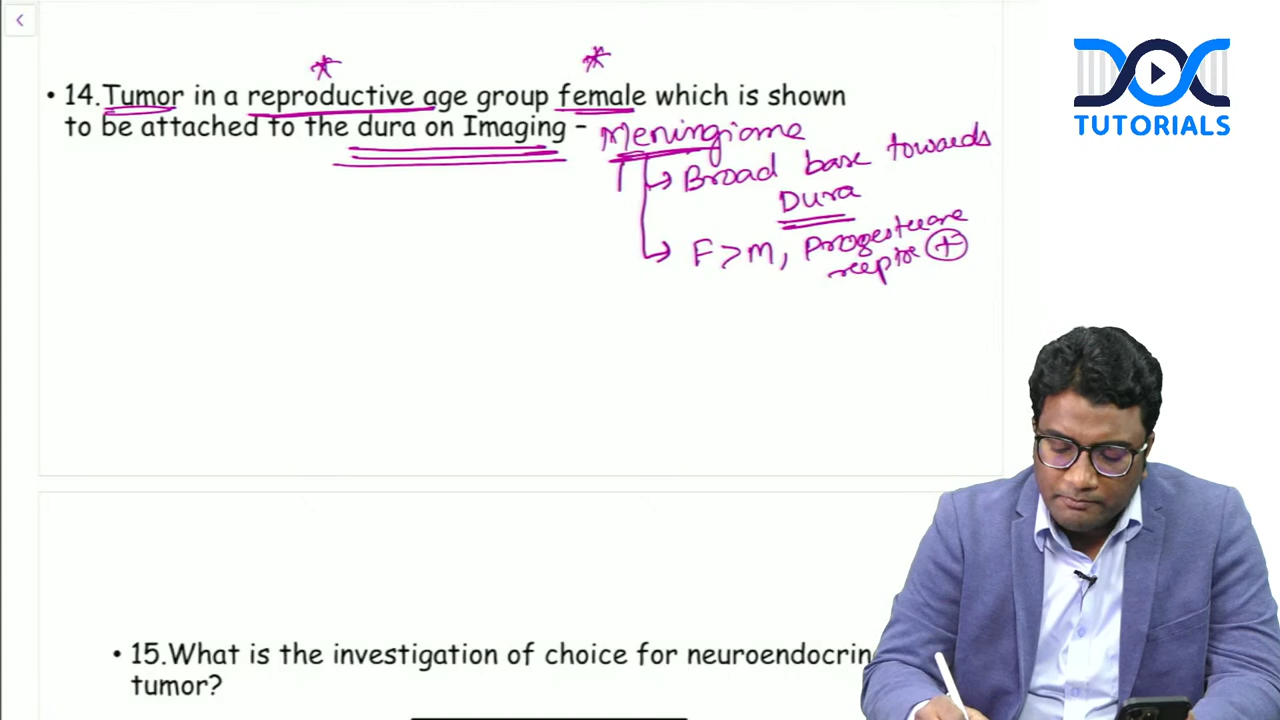 • 14.Tumor in a reproductive age group female which is shown
to be attached to the dura on Imaging - Meningioma
→ Broad base towards
Dura
→ F>M, Progesterone
receptor +
• 15.What is the investigation of choice for neuroendocrin
tumor?
DOC
TUTORIALS